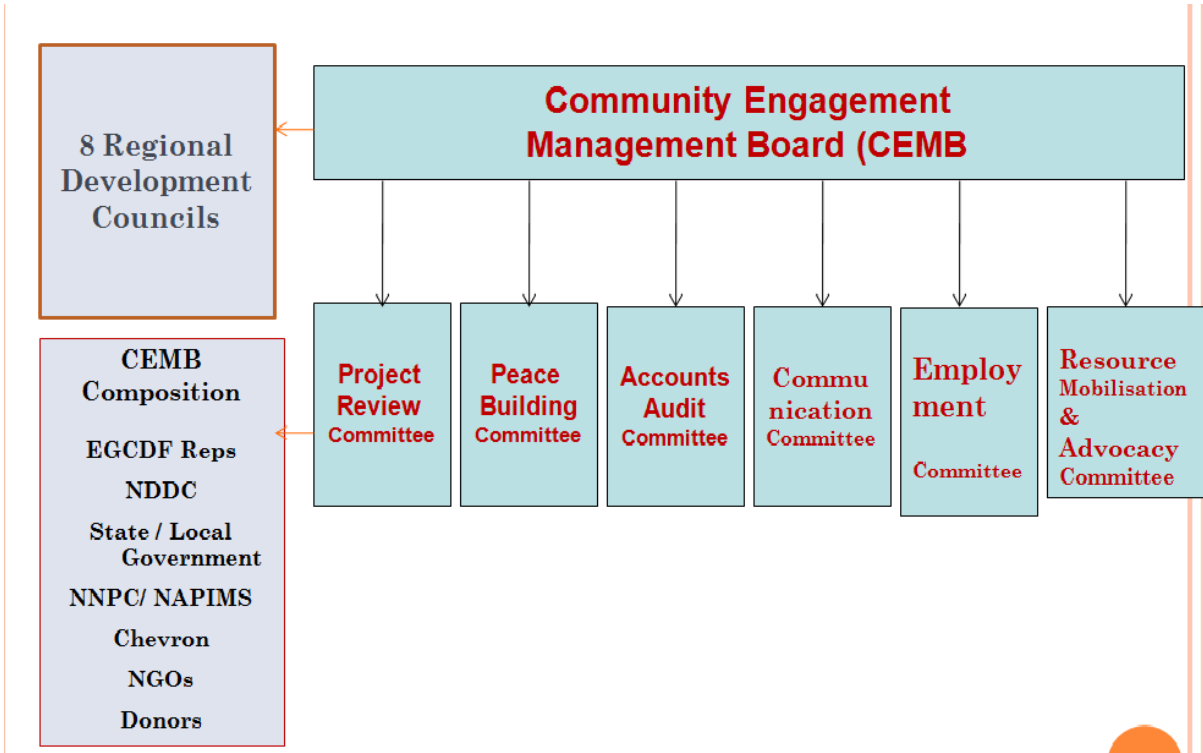 8 Regional
Development
Councils
Community Engagement
Management Board (CEMB
CEMB
Composition
EGCDF Reps
NDDC
State / Local
Government
NNPC/ NAPIMS
Chevron
NGOs
Donors
Project
Review
Committee
Peace
Building
Committee
Accounts
Audit
Committee
Commu
nication
Committee
Employ
ment
Committee
Resource
Mobilisation
&
Advocacy
Committee